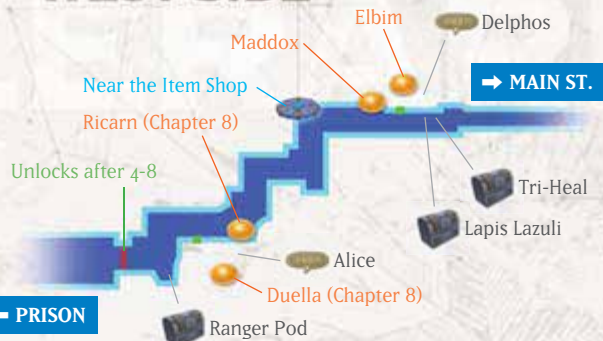 Elbim
Delphos
Maddox
→ MAIN ST.
Near the Item Shop
Ricarn (Chapter 8)
Unlocks after 4-8
Tri-Heal
Lapis Lazuli
Alice
Duella (Chapter 8)
PRISON
Ranger Pod